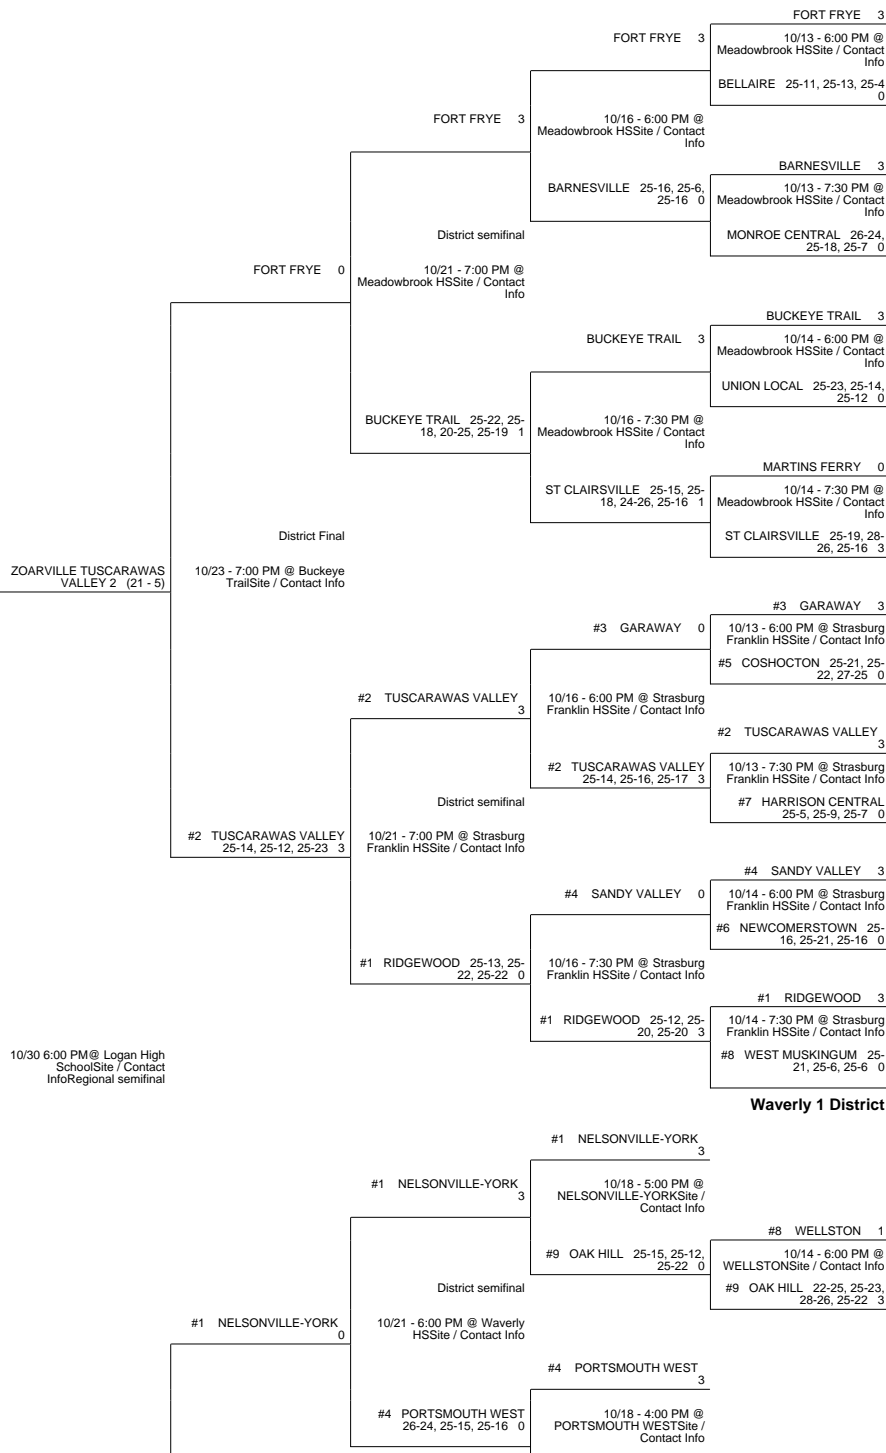 FORT FRYE 3
10/13 - 6:00 PM @
Meadowbrook HSSite / Contact
Info
BELLAIRE 25-11, 25-13, 25-4
0
FORT FRYE 3
10/16 - 6:00 PM @
Meadowbrook HSSite / Contact
Info
BARNESVILLE 3
10/13 - 7:30 PM @
Meadowbrook HSSite / Contact
Info
MONROE CENTRAL 26-24,
25-18, 25-7 0
BARNESVILLE 25-16, 25-6,
25-16 0
FORT FRYE 3
District semifinal
10/21 - 7:00 PM @
Meadowbrook HSSite / Contact
Info
FORT FRYE 0
BUCKEYE TRAIL 3
10/14 - 6:00 PM @
Meadowbrook HSSite / Contact
Info
UNION LOCAL 25-23, 25-14,
25-12 0
BUCKEYE TRAIL 3
10/16 - 7:30 PM @
Meadowbrook HSSite / Contact
Info
BUCKEYE TRAIL 25-22, 25-
18, 20-25, 25-19 1
MARTINS FERRY 0
10/14 - 7:30 PM @
Meadowbrook HSSite / Contact
Info
ST CLAIRSVILLE 25-19, 28-
26, 25-16 3
ST CLAIRSVILLE 25-15, 25-
18, 24-26, 25-16 1
District Final
10/23 - 7:00 PM @ Buckeye
TrailSite / Contact Info
ZOARVILLE TUSCARAWAS
VALLEY 2 (21 - 5)
#3 GARAWAY 3
10/13 - 6:00 PM @ Strasburg
Franklin HSSite / Contact Info
#5 COSHOCTON 25-21, 25-
22, 27-25 0
#3 GARAWAY 0
10/16 - 6:00 PM @ Strasburg
Franklin HSSite / Contact Info
#2 TUSCARAWAS VALLEY
3
#2 TUSCARAWAS VALLEY
3
10/13 - 7:30 PM @ Strasburg
Franklin HSSite / Contact Info
#7 HARRISON CENTRAL
25-5, 25-9, 25-7 0
#2 TUSCARAWAS VALLEY
25-14, 25-16, 25-17 3
District semifinal
10/21 - 7:00 PM @ Strasburg
Franklin HSSite / Contact Info
#2 TUSCARAWAS VALLEY
25-14, 25-12, 25-23 3
#4 SANDY VALLEY 3
10/14 - 6:00 PM @ Strasburg
Franklin HSSite / Contact Info
#6 NEWCOMERSTOWN 25-
16, 25-21, 25-16 0
#4 SANDY VALLEY 0
10/16 - 7:30 PM @ Strasburg
Franklin HSSite / Contact Info
#1 RIDGEWOOD 25-13, 25-
22, 25-22 0
#1 RIDGEWOOD 3
10/14 - 7:30 PM @ Strasburg
Franklin HSSite / Contact Info
#8 WEST MUSKINGUM 25-
21, 25-6, 25-6 0
#1 RIDGEWOOD 25-12, 25-
20, 25-20 3
10/30 6:00 PM@ Logan High
SchoolSite / Contact
InfoRegional semifinal
Waverly 1 District
#1 NELSONVILLE-YORK
3
10/18 - 5:00 PM @
NELSONVILLE-YORKSite /
Contact Info
#1 NELSONVILLE-YORK
3
#8 WELLSTON 1
10/14 - 6:00 PM @
WELLSTONSite / Contact Info
#9 OAK HILL 22-25, 25-23,
28-26, 25-22 3
#9 OAK HILL 25-15, 25-12,
25-22 0
District semifinal
10/21 - 6:00 PM @ Waverly
HSSite / Contact Info
#1 NELSONVILLE-YORK
0
#4 PORTSMOUTH WEST
3
10/18 - 4:00 PM @
PORTSMOUTH WESTSite /
Contact Info
#4 PORTSMOUTH WEST
26-24, 25-15, 25-16 0